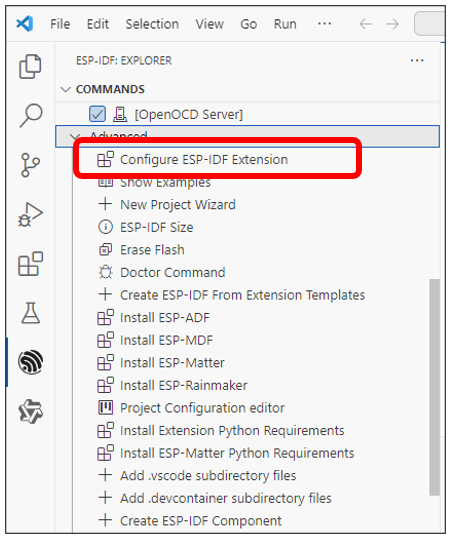 File Edit View Go Run ···
ESP-IDF: EXPLORER ···
COMMANDS
[OpenOCD Server]
Advanced
Configure ESP-IDF Extension
Show Examples
New Project Wizard
ESP-IDF Size
Erase Flash
Doctor Command
Create ESP-IDF From Extension Templates
Install ESP-ADF
Install ESP-MDF
Install ESP-Matter
Install ESP-Rainmaker
Project Configuration editor
Install Extension Python Requirements
Install ESP-Matter Python Requirements
Add .vscode subdirectory files
Add .devcontainer subdirectory files
Create ESP-IDF Component